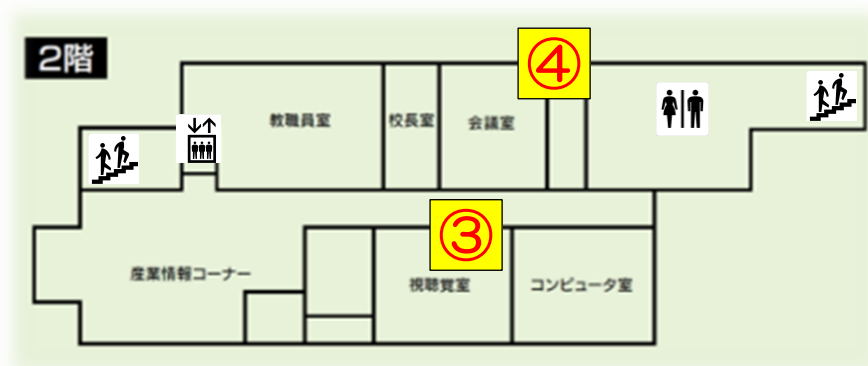 2階
④
教職員室
校長室
会議室
③
産業情報コーナー
視聴覚室
コンピュータ室